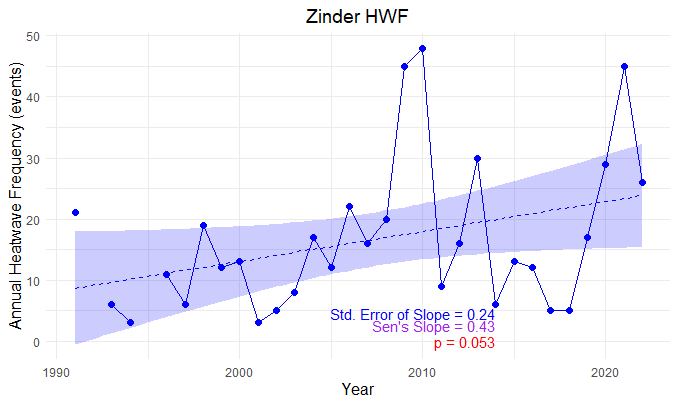 Zinder HWF
Annual Heatwave Frequency (events)
50
40
30
20
10
0
Std. Error of Slope = 0.24
Sen's Slope = 0.43
p = 0.053
1990
2000
2010
2020
Year